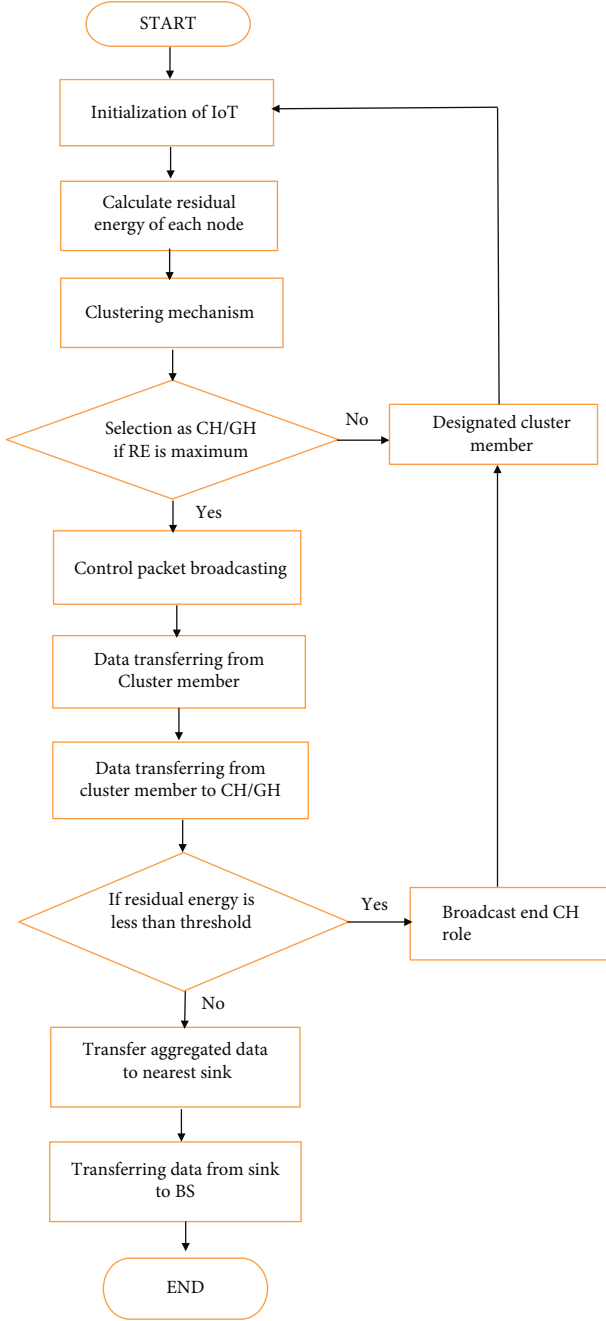 START
Initialization of IoT
Calculate residual
energy of each node
Clustering mechanism
Selection as CH/GH
if RE is maximum
No
Designated cluster
member
Yes
Control packet broadcasting
Data transferring from
Cluster member
Data transferring from
cluster member to CH/GH
If residual energy is
less than threshold
Yes
Broadcast end CH
role
No
Transfer aggregated data
to nearest sink
Transferring data from sink
to BS
END